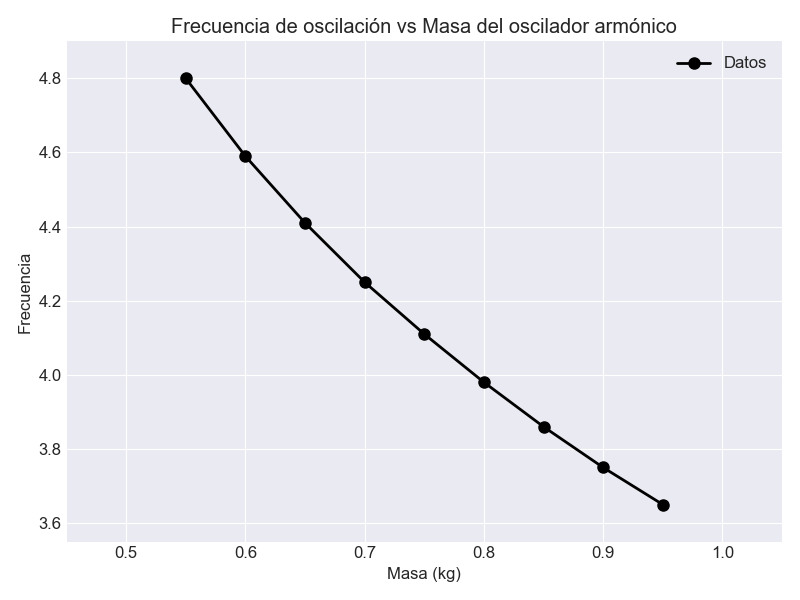 Frecuencia de oscilación vs Masa del oscilador armónico
Datos
4.8
4.6
4.4
4.2
4.0
3.8
3.6
Frecuencia
0.5 0.6 0.7 0.8 0.9 1.0
Masa (kg)